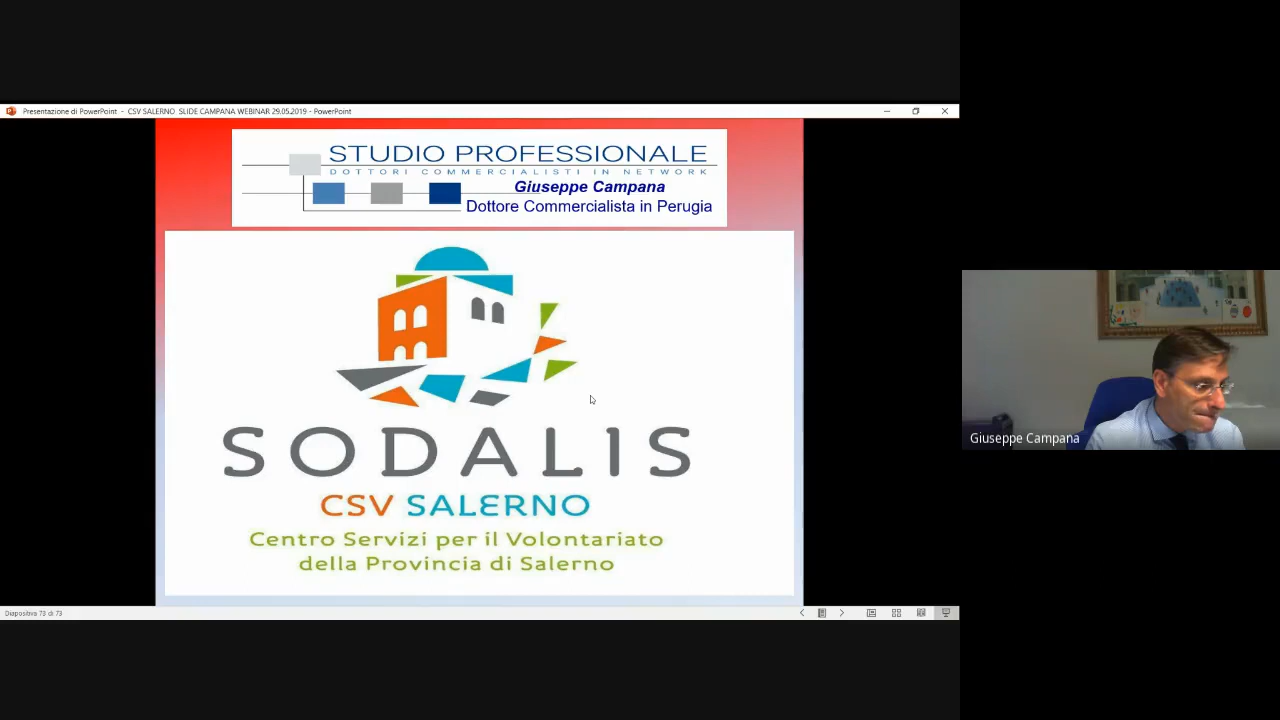 Presentazione di PowerPoint - CSV SALERNO SLIDE CAMPANA WEBINAR 29.05.2019 - PowerPoint
STUDIO PROFESSIONALE
DOTTORI COMMERCIALISTI IN NETWORK
Giuseppe Campana
Dottore Commercialista in Perugia
SODALIS
CSV SALERNO
Centro Servizi per il Volontariato
della Provincia di Salerno
Giuseppe Campana
Diapositiva 73 di 73